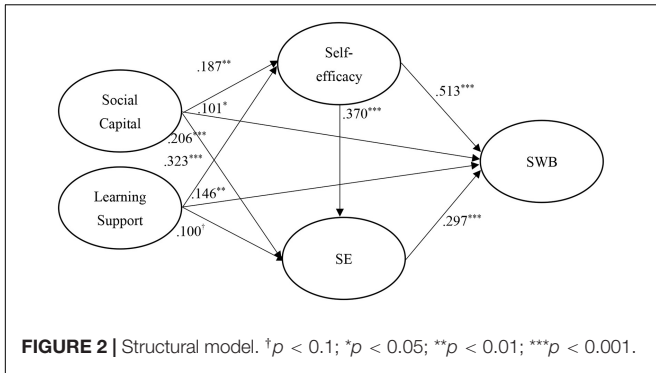 Self-
efficacy
.187**
.513***
Social
Capital
.101*
.370***
.206***
.323***
SWB
Learning
Support
.146**
.100†
.297***
SE
FIGURE 2 | Structural model. †p < 0.1; *p < 0.05; **p < 0.01; ***p < 0.001.